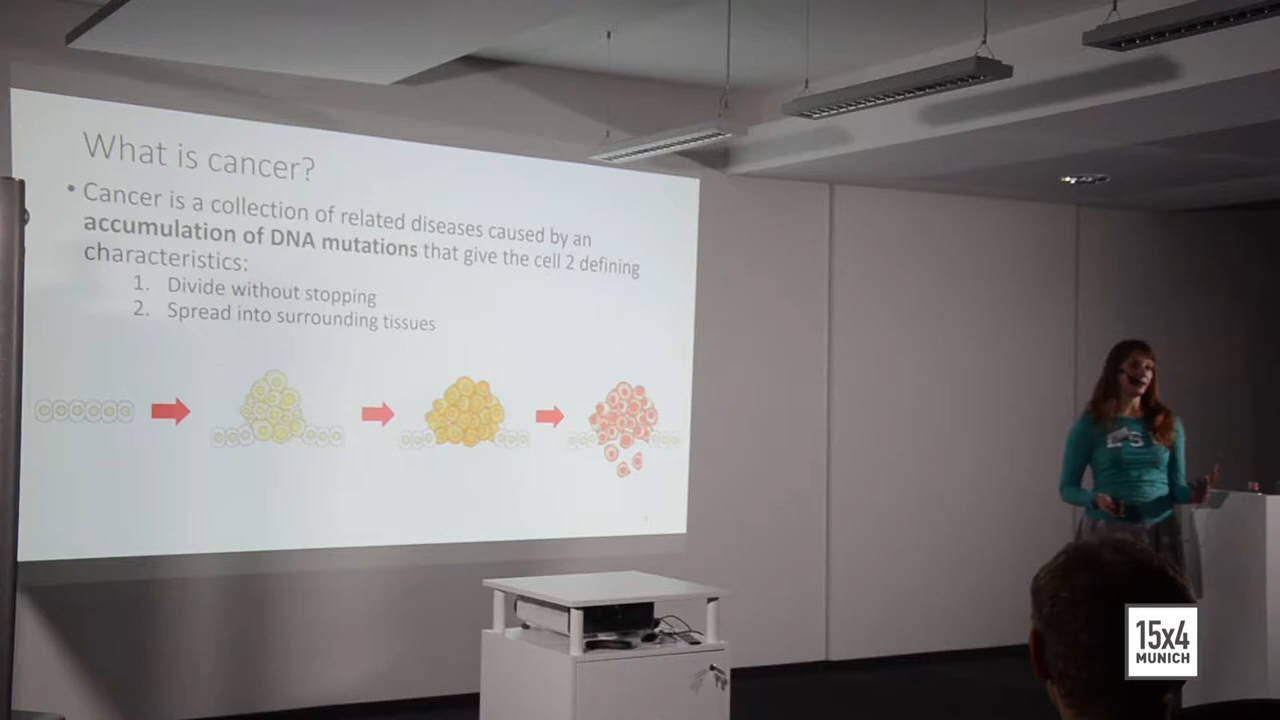 What is cancer?
• Cancer is a collection of related diseases caused by an
accumulation of DNA mutations that give the cell 2 defining
characteristics:
1. Divide without stopping
2. Spread into surrounding tissues
15x4
MUNICH